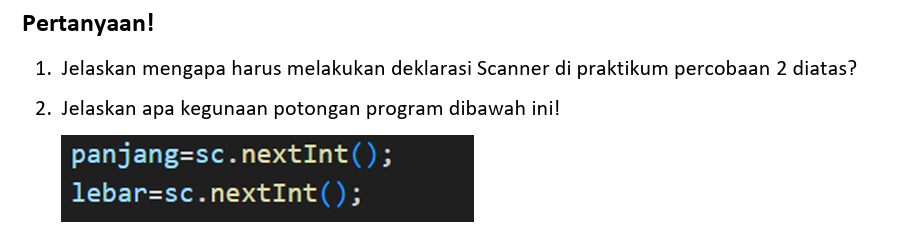 Pertanyaan!
1. Jelaskan mengapa harus melakukan deklarasi Scanner di praktikum percobaan 2 diatas?
2. Jelaskan apa kegunaan potongan program dibawah ini!
panjang=sc.nextInt();
lebar=sc.nextInt();